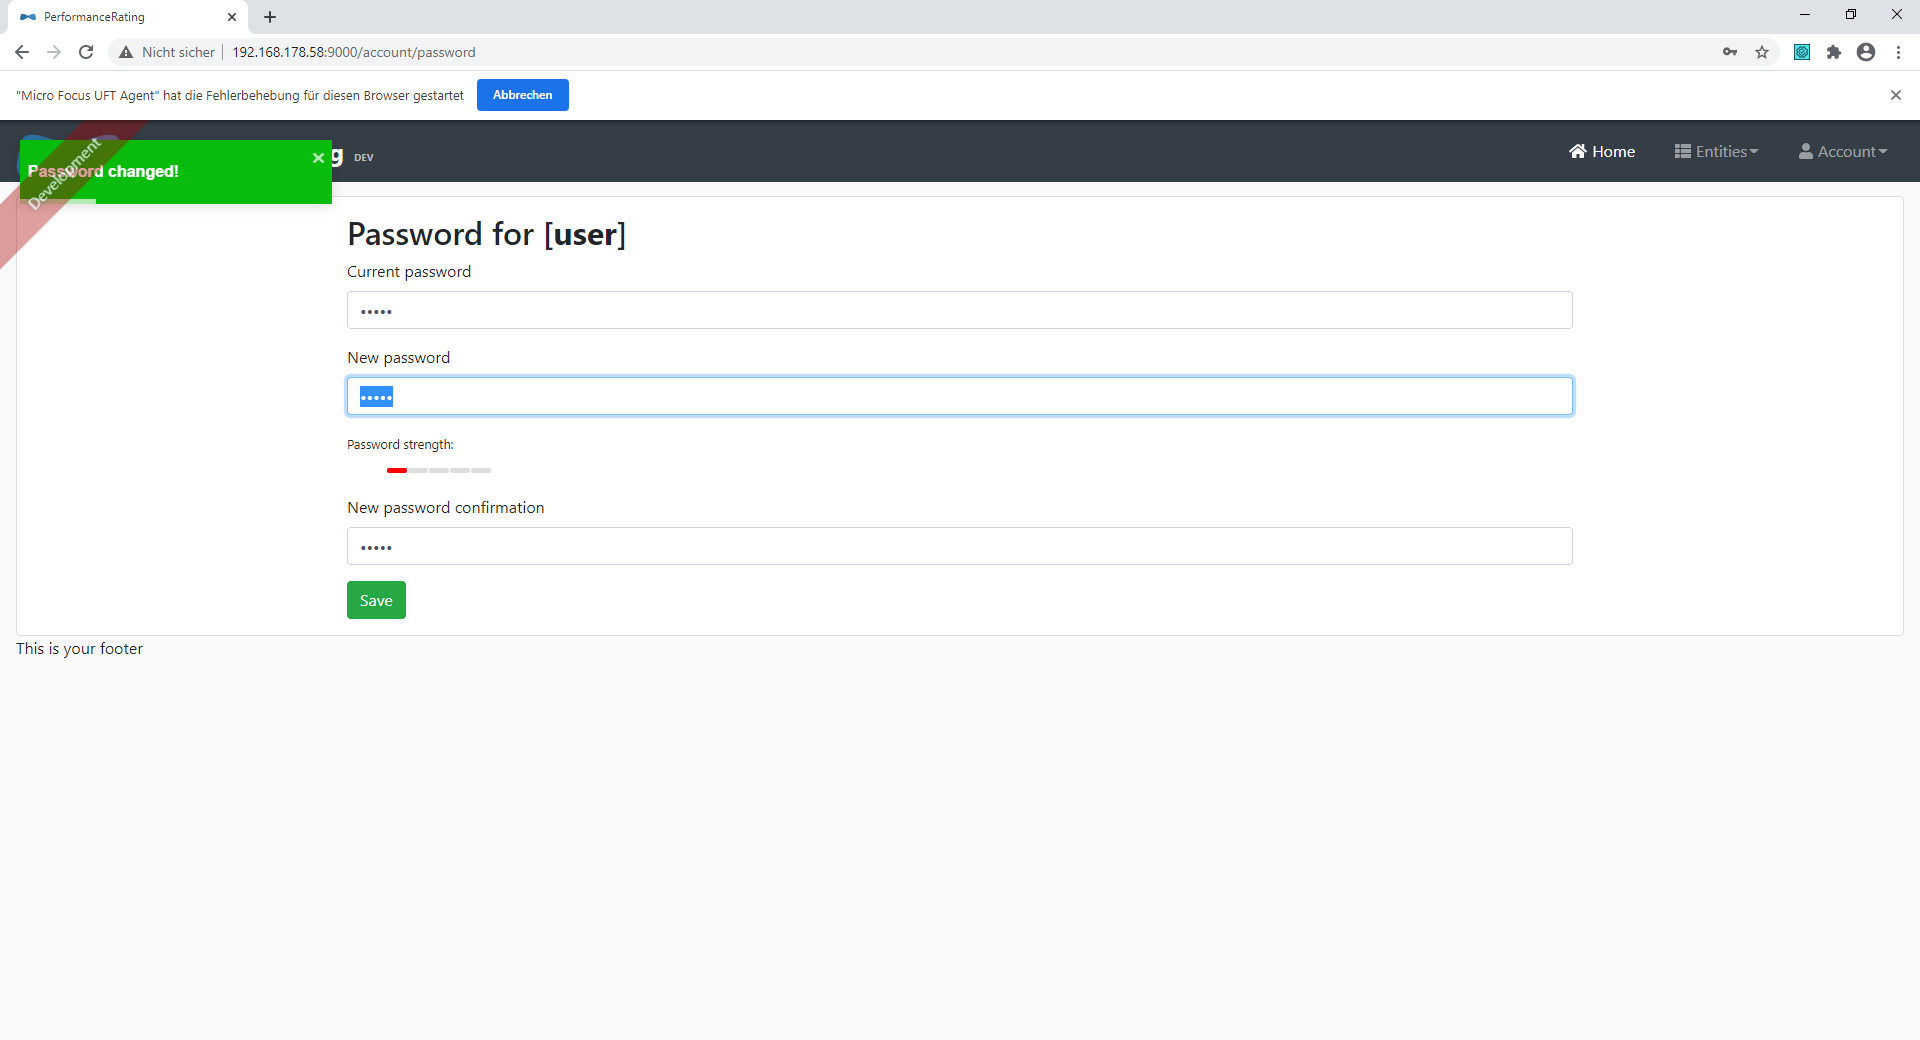 PerformanceRating
Nicht sicher
192.168.178.58:9000/account/password
"Micro Focus UFT Agent" hat die Fehlerbehebung für diesen Browser gestartet
Abbrechen
Development
Password changed!
g DEV
Home
Entities
Account
Password for [user]
Current password
•••••
New password
•••••
Password strength:
New password confirmation
•••••
Save
This is your footer